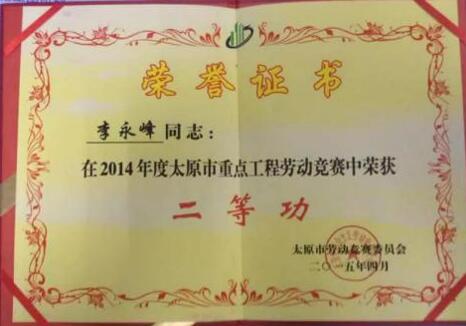 荣誉证书
李永峰同志：
在2014年度太原市重点工程劳动竞赛中荣获
二等功
太原市劳动竞赛委员会
二〇一五年四月